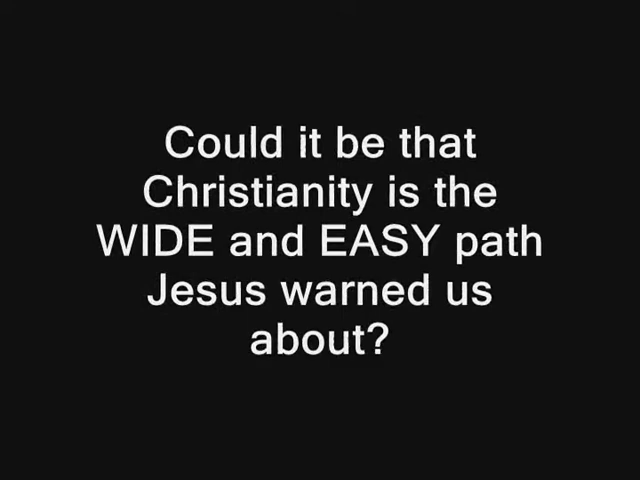 Could it be that
Christianity is the
WIDE and EASY path
Jesus warned us
about?